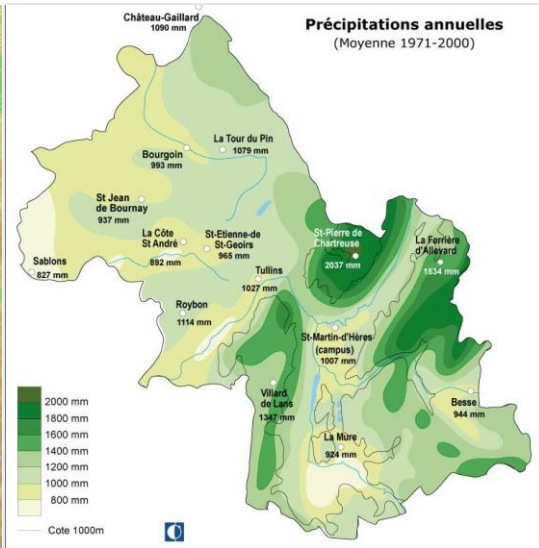 Précipitations annuelles
(Moyenne 1971-2000)
Château-Gaillard
1090 mm
La Tour du Pin
1079 mm
Bourgoin
993 mm
St Jean
de Bournay
937 mm
La Côte
St André
892 mm
St-Etienne-de
St-Geoirs
965 mm
Sablons
827 mm
Tullins
1027 mm
Roybon
1114 mm
St-Pierre de
Chartreuse
2037 mm
La Ferrière
d'Allevard
1534 mm
St-Martin-d'Hères
(campus)
1007 mm
Villard
de Lans
1347 mm
Besse
944 mm
La Mure
924 mm
2000 mm
1800 mm
1600 mm
1400 mm
1200 mm
1000 mm
800 mm
Cote 1000m